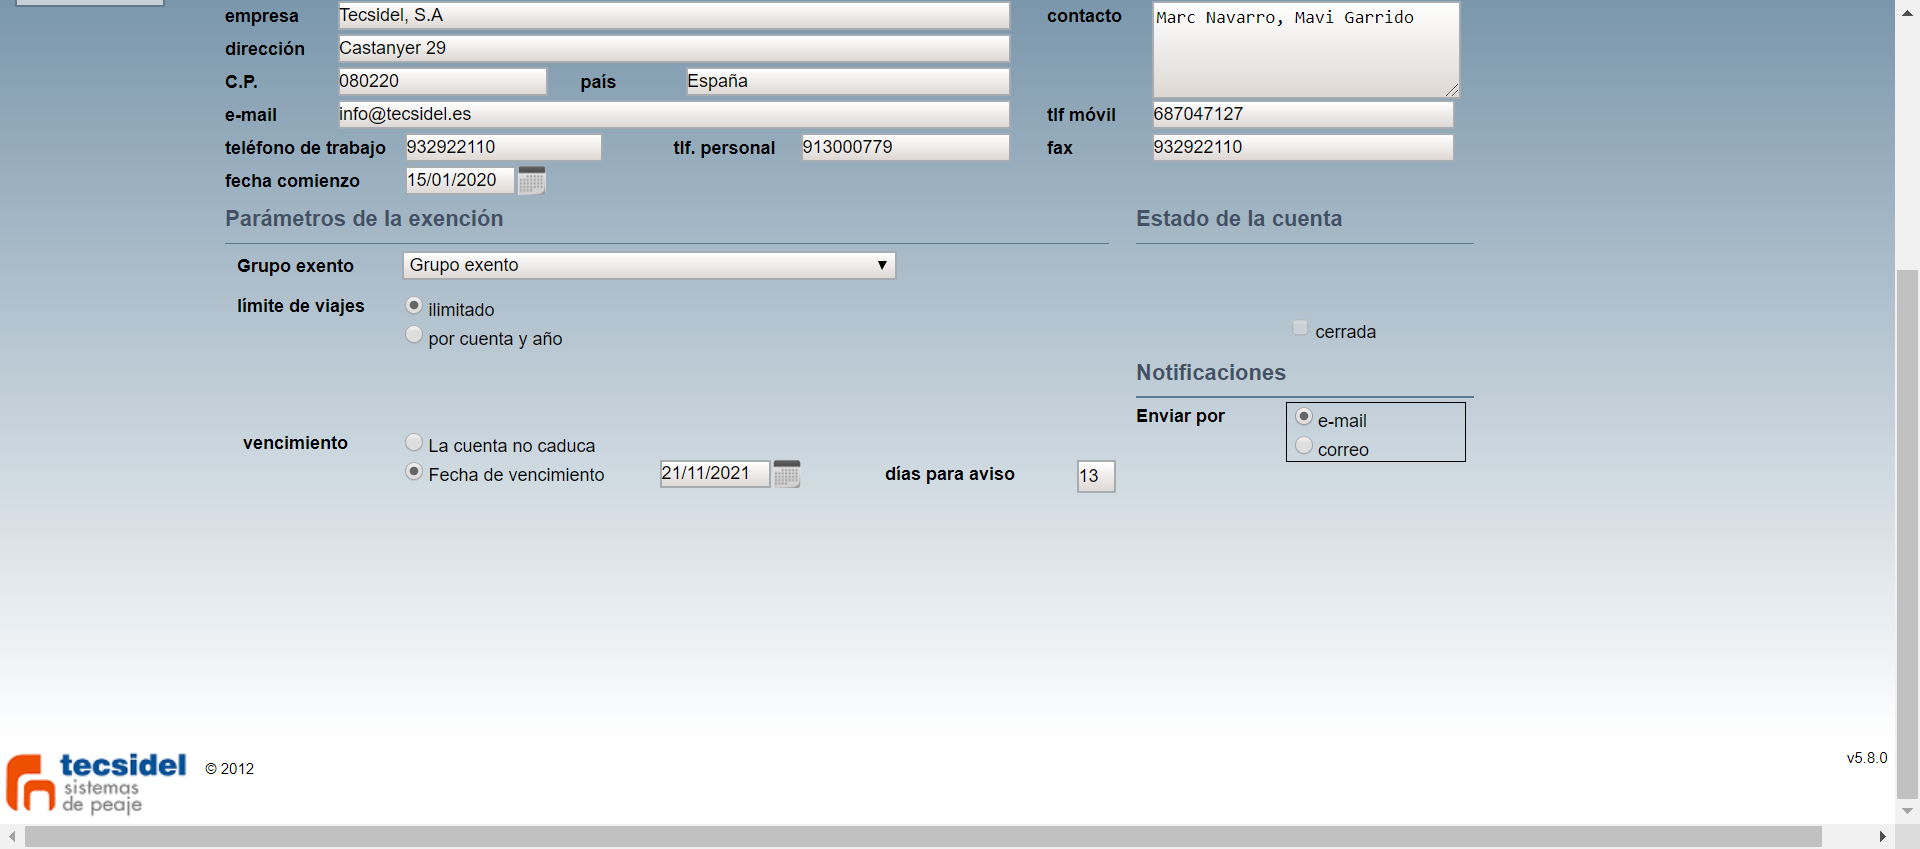 empresa Tecsidel, S.A contacto Marc Navarro, Mavi Garrido
dirección Castanyer 29
C.P. 080220 país España
e-mail info@tecsidel.es tlf móvil 687047127
teléfono de trabajo 932922110 tlf. personal 913000779 fax 932922110
fecha comienzo 15/01/2020
Parámetros de la exención Estado de la cuenta
Grupo exento Grupo exento
límite de viajes ilimitado
por cuenta y año cerrada
Notificaciones
Enviar por e-mail
correo
vencimiento La cuenta no caduca
Fecha de vencimiento 21/11/2021 días para aviso 13
tecsidel
sistemas
de peaje
© 2012
v5.8.0